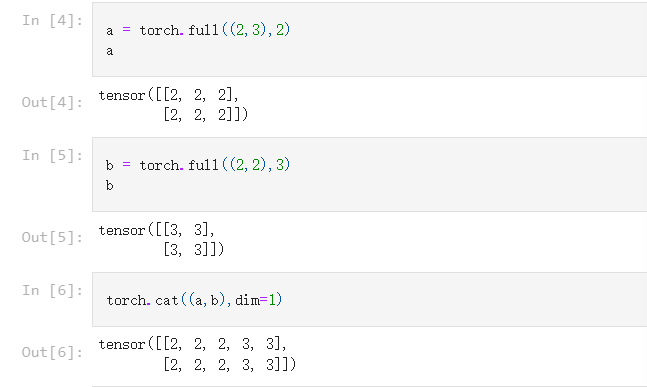 In [4]:
a = torch.full((2,3),2)
a
Out[4]:
tensor([[2, 2, 2],
        [2, 2, 2]])
In [5]:
b = torch.full((2,2),3)
b
Out[5]:
tensor([[3, 3],
        [3, 3]])
In [6]:
torch.cat((a,b),dim=1)
Out[6]:
tensor([[2, 2, 2, 3, 3],
        [2, 2, 2, 3, 3]])